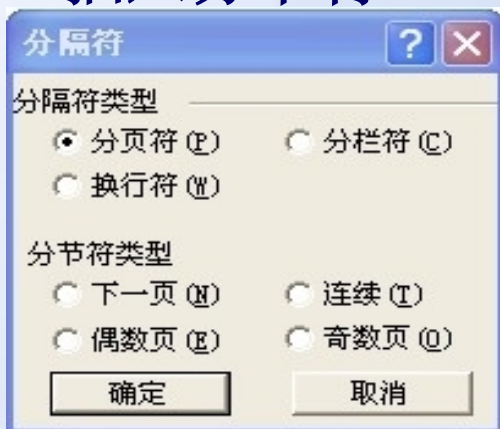 分隔符
分隔符类型
分页符(P) 分栏符(C)
换行符(W)
分节符类型
下一页(N) 连续(T)
偶数页(E) 奇数页(O)
确定 取消